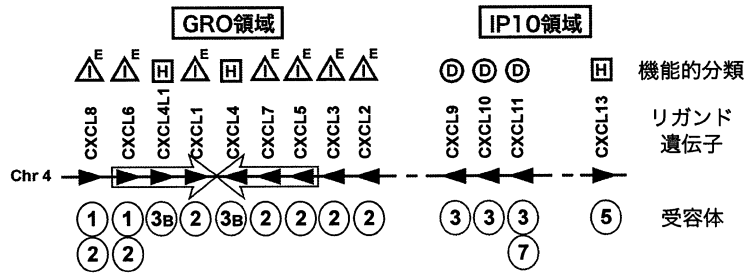 GRO領域 IP10領域
E E E E E E E
I I H I H I I I I D D D H 機能的分類
CXCL8 CXCL6 CXCL4L1 CXCL1 CXCL4 CXCL7 CXCL5 CXCL3 CXCL2 CXCL9 CXCL10 CXCL11 CXCL13 リガンド
遺伝子
Chr 4
1 1 3B 2 3B 2 2 2 2 3 3 3 5 受容体
2 2 7